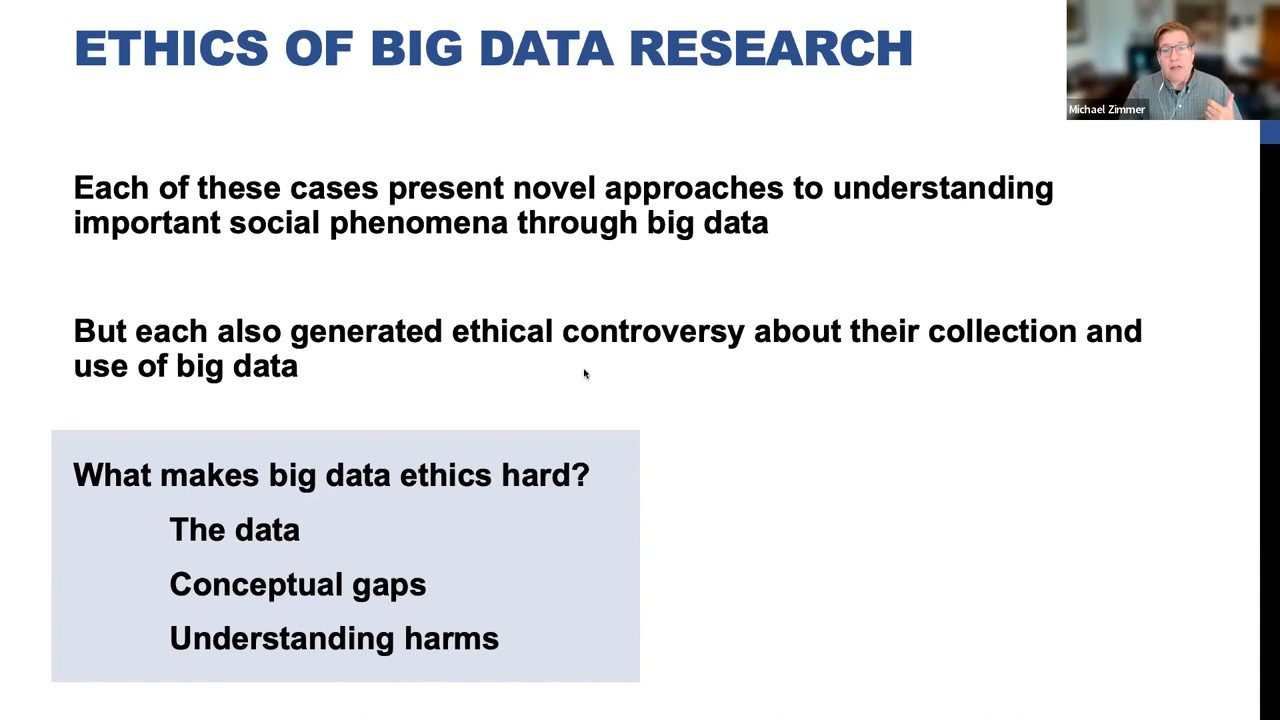 ETHICS OF BIG DATA RESEARCH
Michael Zimmer
Each of these cases present novel approaches to understanding
important social phenomena through big data
But each also generated ethical controversy about their collection and
use of big data
What makes big data ethics hard?
The data
Conceptual gaps
Understanding harms